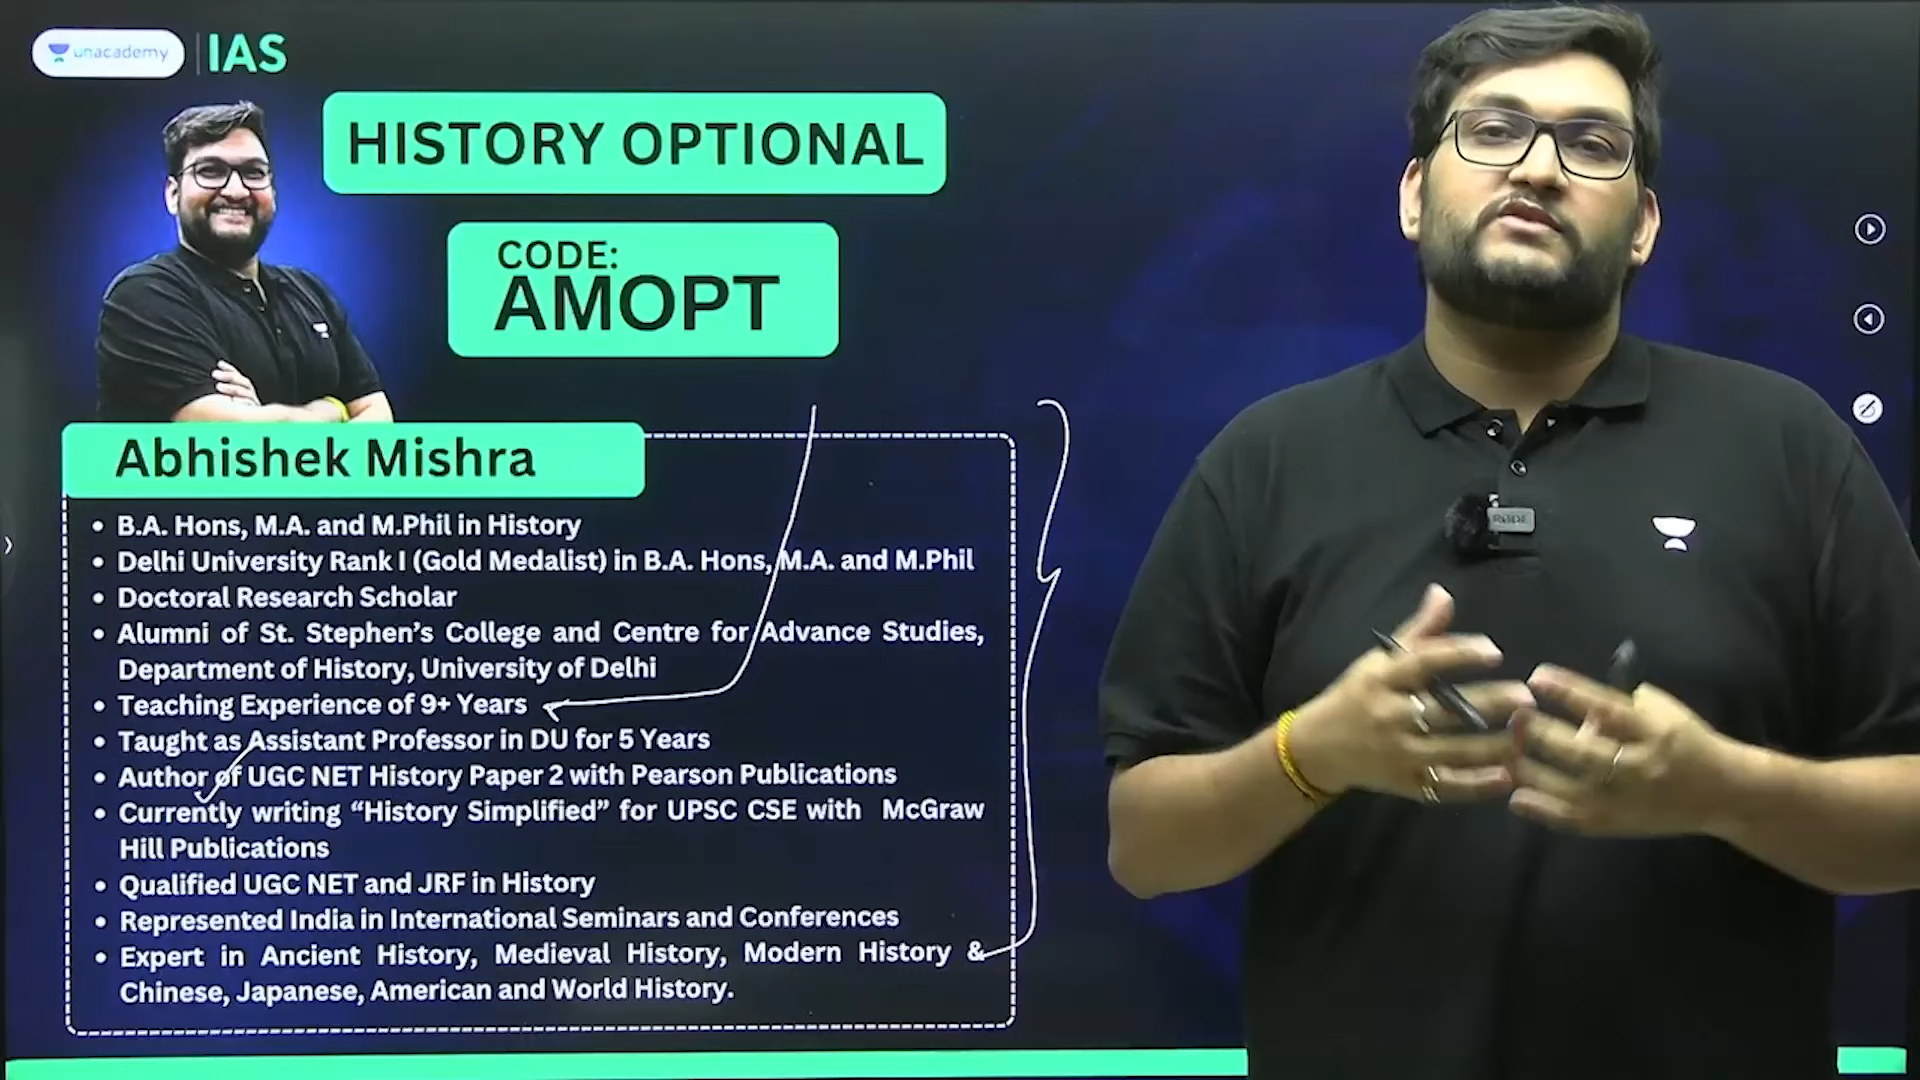 unacademy | IAS
HISTORY OPTIONAL
CODE:
AMOPT
Abhishek Mishra
• B.A. Hons, M.A. and M.Phil in History
• Delhi University Rank I (Gold Medalist) in B.A. Hons, M.A. and M.Phil
• Doctoral Research Scholar
• Alumni of St. Stephen's College and Centre for Advance Studies,
Department of History, University of Delhi
• Teaching Experience of 9+ Years
• Taught as Assistant Professor in DU for 5 Years
• Author of UGC NET History Paper 2 with Pearson Publications
• Currently writing “History Simplified” for UPSC CSE with McGraw
Hill Publications
• Qualified UGC NET and JRF in History
• Represented India in International Seminars and Conferences
• Expert in Ancient History, Medieval History, Modern History &
Chinese, Japanese, American and World History.
RØDE